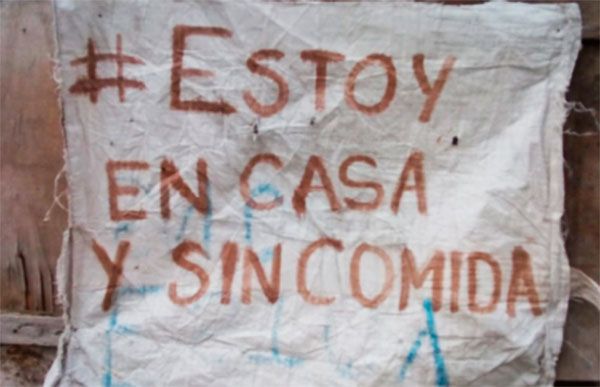 #ESTOY
EN CASA
Y SIN COMIDA